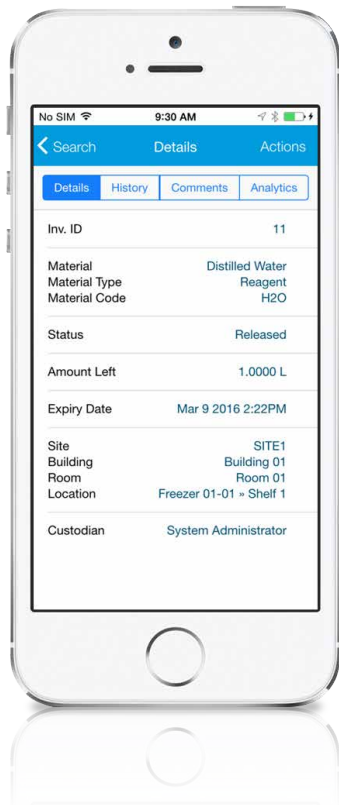 No SIM 9:30 AM
Search Details Actions
Details History Comments Analytics
Inv. ID 11
Material Distilled Water
Material Type Reagent
Material Code H2O
Status Released
Amount Left 1.0000 L
Expiry Date Mar 9 2016 2:22PM
Site SITE1
Building Building 01
Room Room 01
Location Freezer 01-01 » Shelf 1
Custodian System Administrator